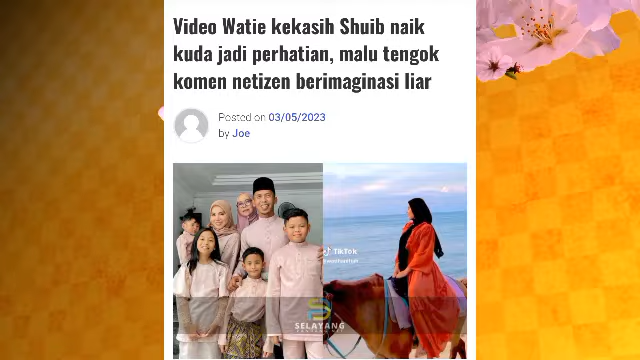 Video Watie kekasih Shuib naik
kuda jadi perhatian, malu tengok
komen netizen berimaginasi liar
Posted on 03/05/2023
by Joe
TikTok
SELAYANG